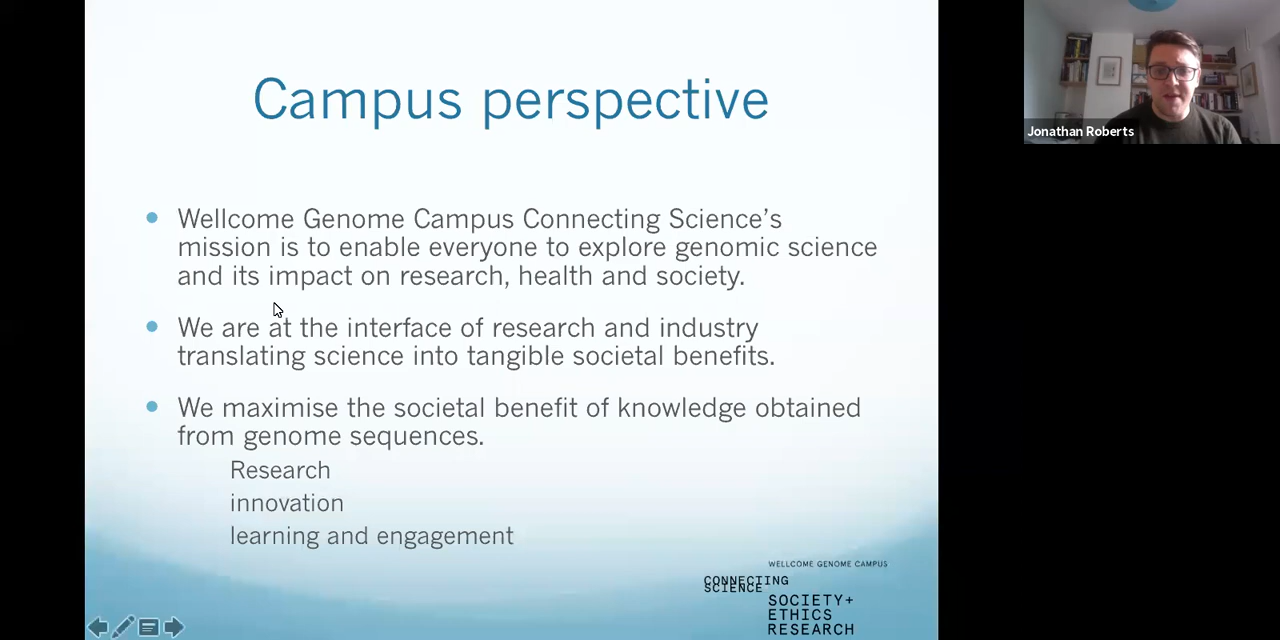 Campus perspective
Jonathan Roberts
Wellcome Genome Campus Connecting Science's
mission is to enable everyone to explore genomic science
and its impact on research, health and society.
We are at the interface of research and industry
translating science into tangible societal benefits.
We maximise the societal benefit of knowledge obtained
from genome sequences.
Research
innovation
learning and engagement
WELLCOME GENOME CAMPUS
CONNECTIING
SCIENCE
SOCIETY+
ETHICS
RESEARCH